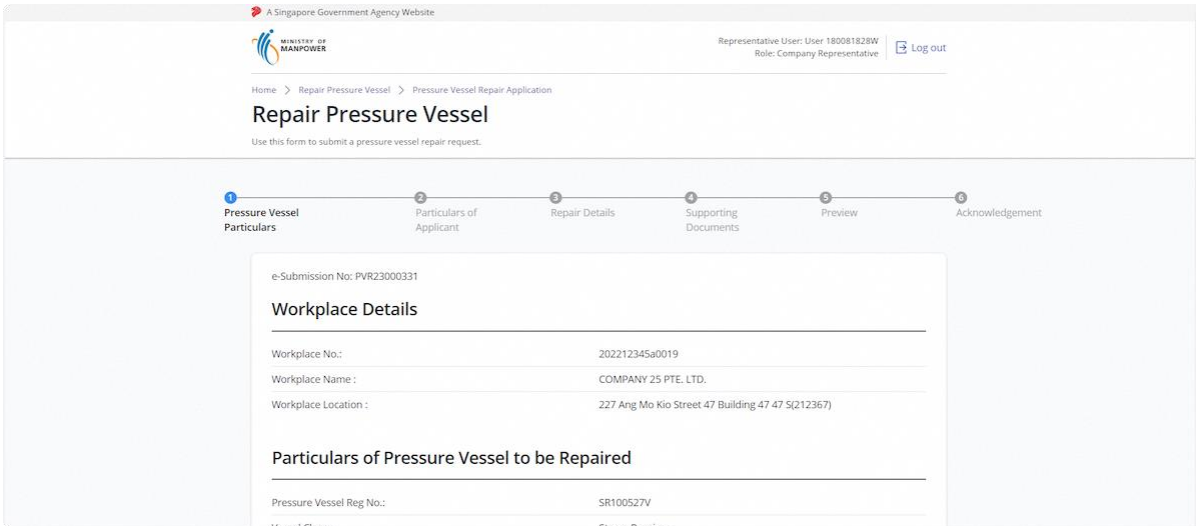 A Singapore Government Agency Website
MINISTRY OF
MANPOWER
Representative User: User 180081828W
Role: Company Representative
Log out
Home > Repair Pressure Vessel > Pressure Vessel Repair Application
Repair Pressure Vessel
Use this form to submit a pressure vessel repair request.
1
2
3
4
5
6
Pressure Vessel
Particulars
Particulars of
Applicant
Repair Details
Supporting
Documents
Preview
Acknowledgement
e-Submission No: PVR23000331
Workplace Details
Workplace No.: 202212345a0019
Workplace Name : COMPANY 25 PTE. LTD.
Workplace Location : 227 Ang Mo Kio Street 47 Building 47 47 S(212367)
Particulars of Pressure Vessel to be Repaired
Pressure Vessel Reg No.: SR100527V